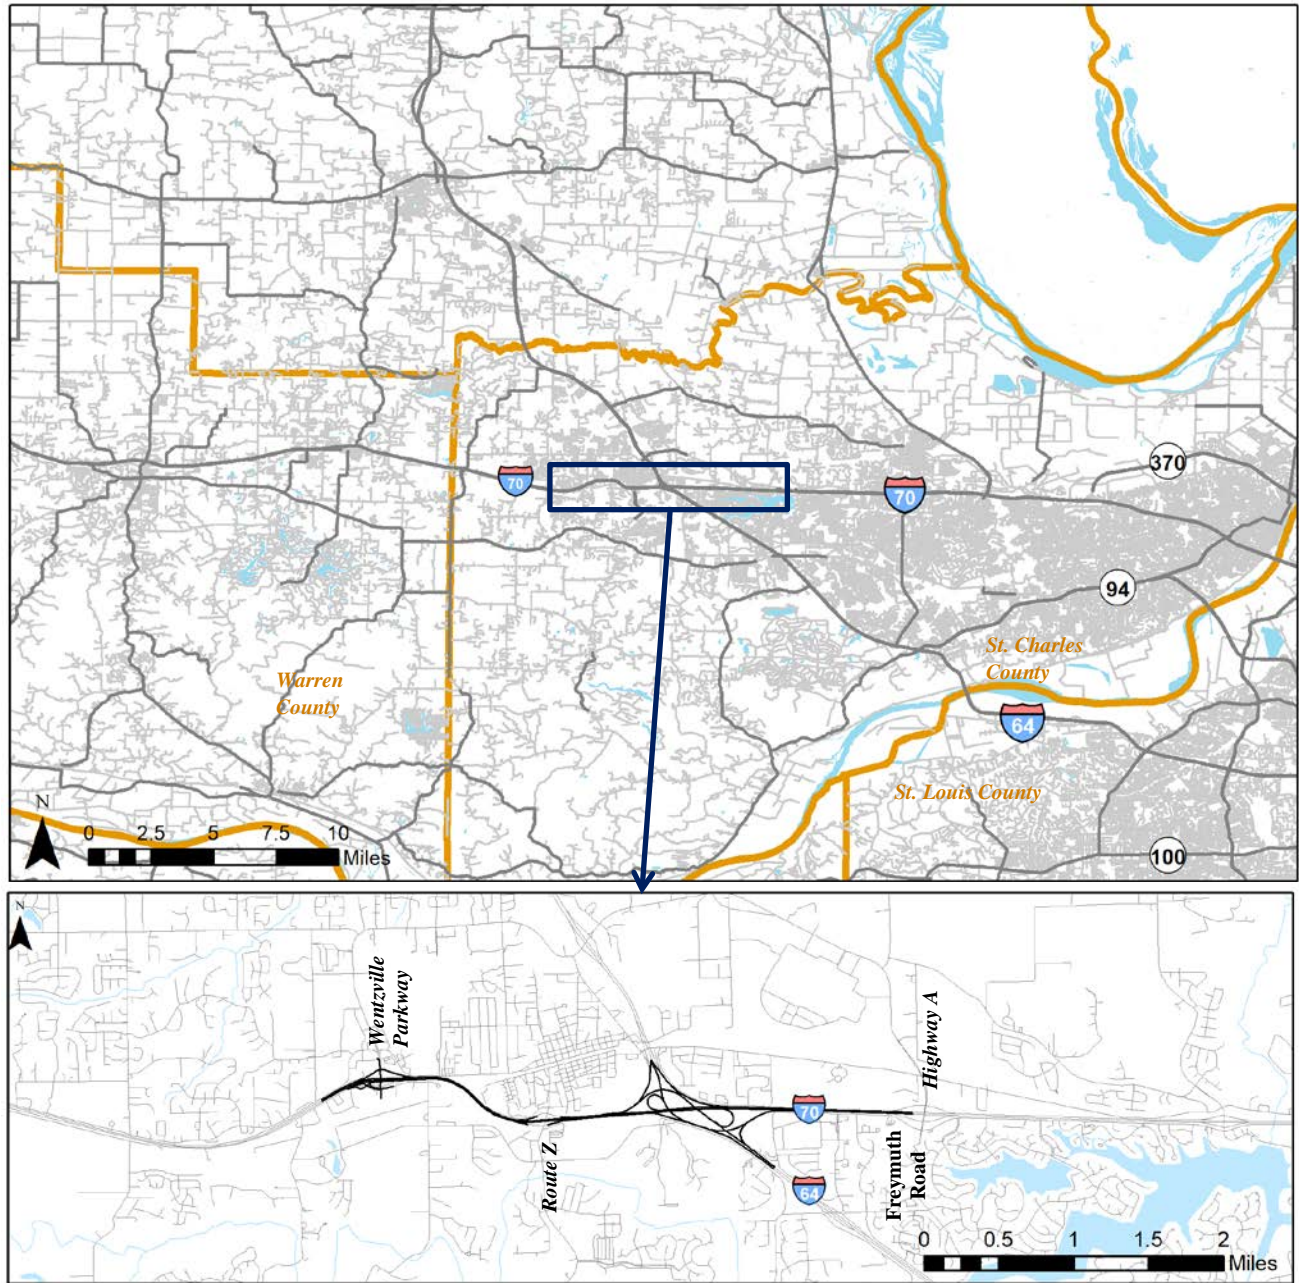 370
70
70
94
St. Charles
County
Warren
County
64
St. Louis County
N
0 2.5 5 7.5 10
Miles
100
N
Wentzville
Parkway
Highway A
70
Route Z
Freymuth
Road
64
0 0.5 1 1.5 2
Miles